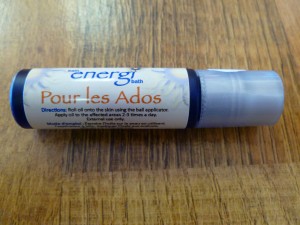 energi
bath
Pour les Ados
Directions: Roll oil onto the skin using the ball applicator.
Apply oil to the affected areas 2-3 times a day.
External use only.